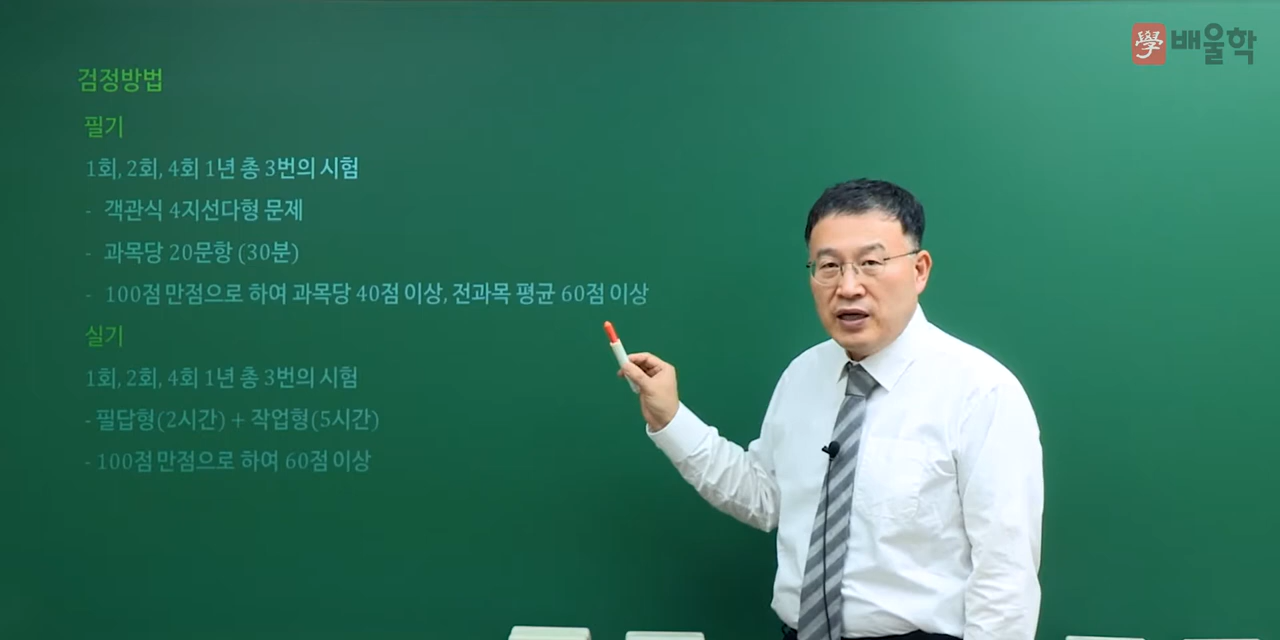 學 배울학
검정방법
필기
1회, 2회, 4회 1년 총 3번의 시험
- 객관식 4지선다형 문제
- 과목당 20문항 (30분)
- 100점 만점으로 하여 과목당 40점 이상, 전과목 평균 60점 이상
실기
1회, 2회, 4회 1년 총 3번의 시험
- 필답형(2시간) + 작업형(5시간)
- 100점 만점으로 하여 60점 이상